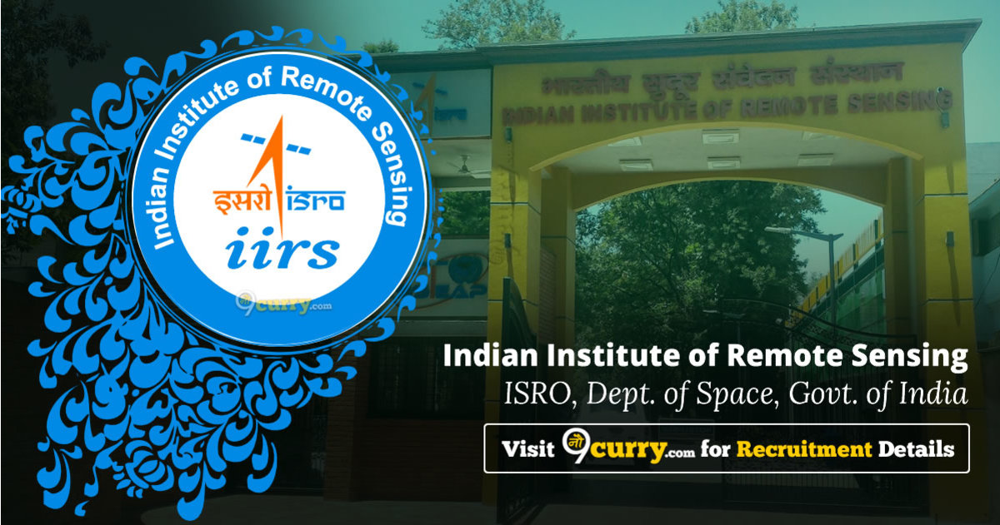 Indian Institute of Remote Sensing
इसरो isro
iirs
नौ
9curry.com
isro
भारतीय सुदूर संवेदन संस्थान
INDIAN INSTITUTE OF REMOTE SENSING
Indian Institute of Remote Sensing
ISRO, Dept. of Space, Govt. of India
Visit नौ 9curry.com for Recruitment Details